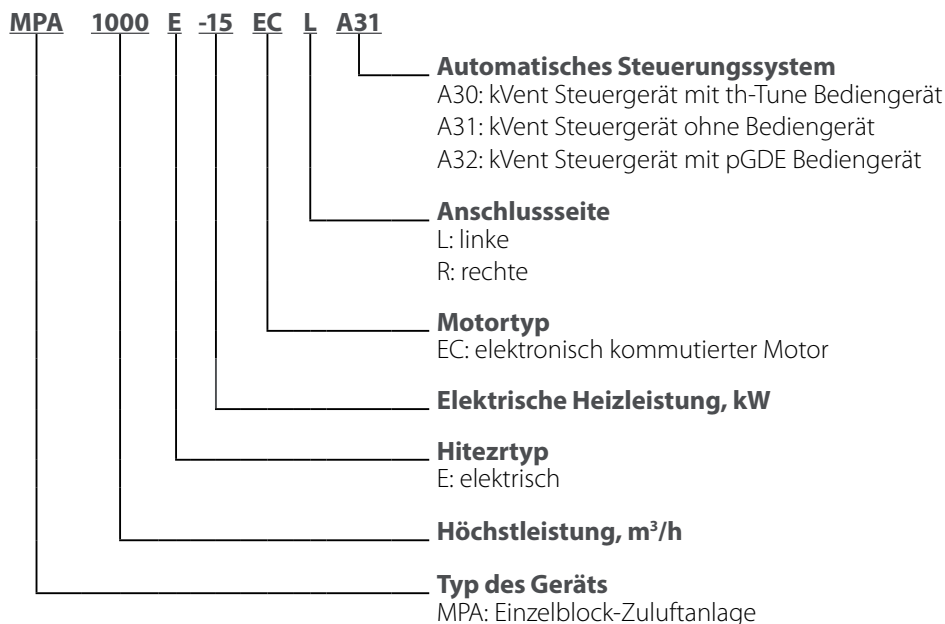 MPA 1000 E -15 EC L A31
Automatisches Steuerungssystem
A30: kVent Steuergerät mit th-Tune Bediengerät
A31: kVent Steuergerät ohne Bediengerät
A32: kVent Steuergerät mit pGDE Bediengerät
Anschlussseite
L: linke
R: rechte
Motortyp
EC: elektronisch kommutierter Motor
Elektrische Heizleistung, kW
Hitezrtyp
E: elektrisch
Höchstleistung, m³/h
Typ des Geräts
MPA: Einzelblock-Zuluftanlage